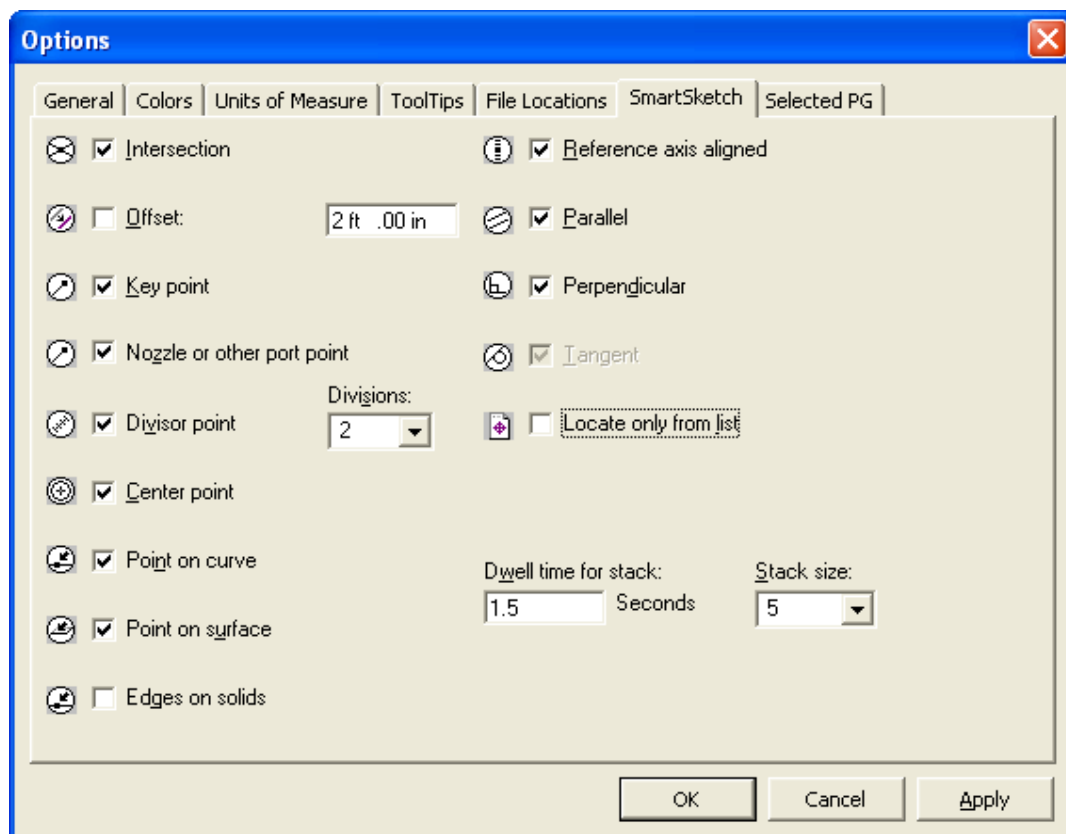 Options
General Colors Units of Measure ToolTips File Locations SmartSketch Selected PG
Intersection
Reference axis aligned
Offset: 2 ft .00 in
Parallel
Key point
Perpendicular
Nozzle or other port point
Tangent
Divisions:
Divisor point 2
Locate only from list
Center point
Point on curve
Dwell time for stack: Stack size:
1.5 Seconds 5
Point on surface
Edges on solids
OK Cancel Apply